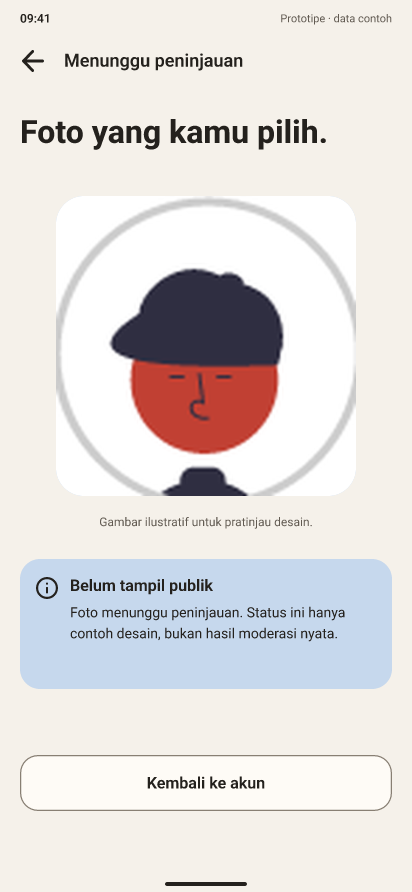 09:41
Prototipe · data contoh
Menunggu peninjauan
Foto yang kamu pilih.
Gambar ilustratif untuk pratinjau desain.
Belum tampil publik
Foto menunggu peninjauan. Status ini hanya
contoh desain, bukan hasil moderasi nyata.
Kembali ke akun